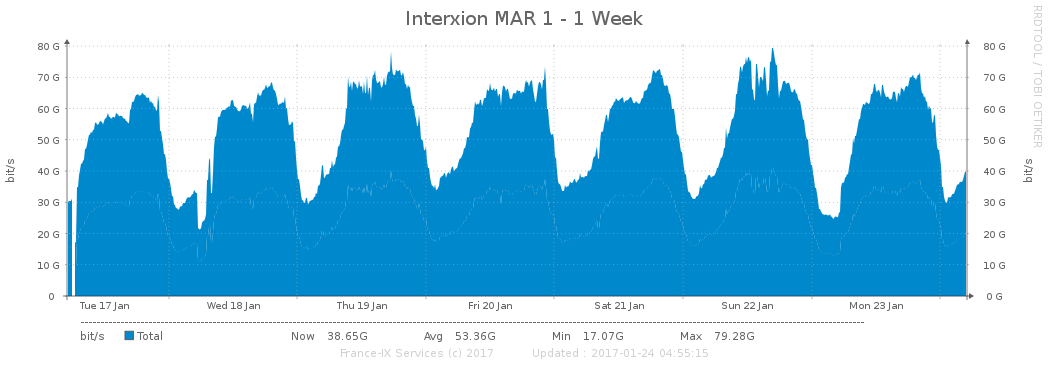 Interxion MAR 1 - 1 Week
RRDTOOL / TOBI OETIKER
80 G 80 G
70 G 70 G
60 G 60 G
50 G 50 G
40 G 40 G
30 G 30 G
20 G 20 G
10 G 10 G
0 0 G
bit/s
bit/s
Tue 17 Jan Wed 18 Jan Thu 19 Jan Fri 20 Jan Sat 21 Jan Sun 22 Jan Mon 23 Jan
bit/s Total Now 38.65G Avg 53.36G Min 17.07G Max 79.28G
France-IX Services (c) 2017 Updated : 2017-01-24 04:55:15